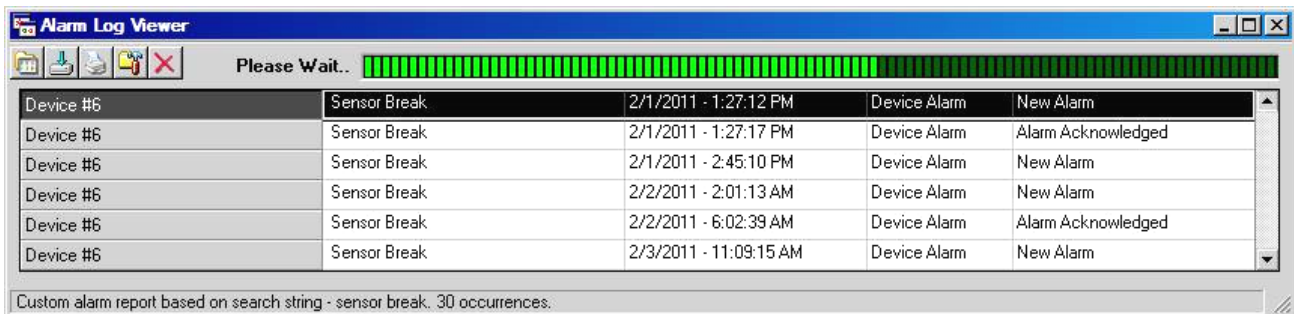 Alarm Log Viewer
Please Wait..
Device #6 Sensor Break 2/1/2011 - 1:27:12 PM Device Alarm New Alarm
Device #6 Sensor Break 2/1/2011 - 1:27:17 PM Device Alarm Alarm Acknowledged
Device #6 Sensor Break 2/1/2011 - 2:45:10 PM Device Alarm New Alarm
Device #6 Sensor Break 2/2/2011 - 2:01:13 AM Device Alarm New Alarm
Device #6 Sensor Break 2/2/2011 - 6:02:39 AM Device Alarm Alarm Acknowledged
Device #6 Sensor Break 2/3/2011 - 11:09:15 AM Device Alarm New Alarm
Custom alarm report based on search string - sensor break. 30 occurrences.